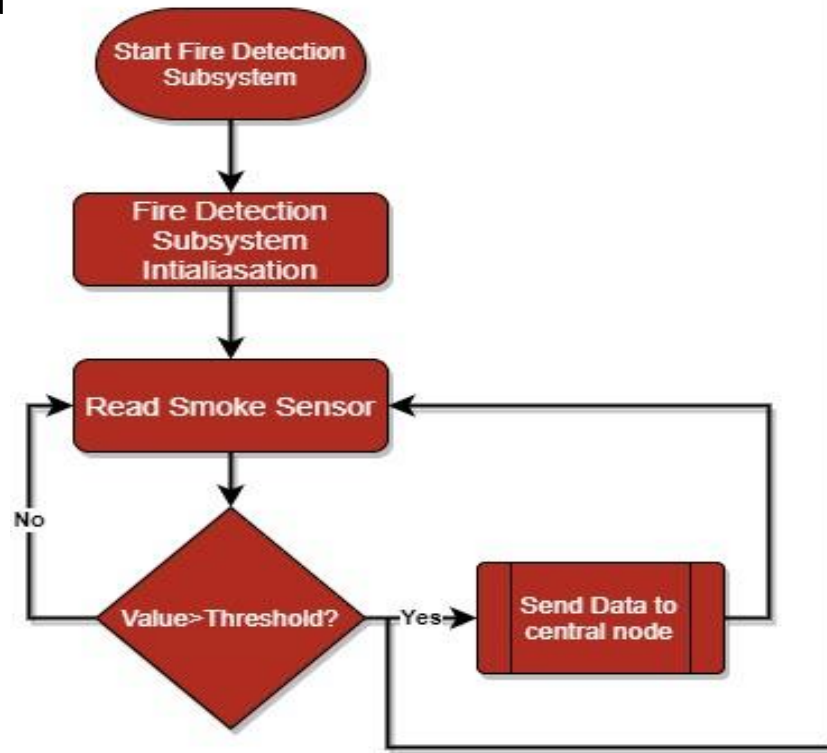 Start Fire Detection
Subsystem
Fire Detection
Subsystem
Intialiasation
Read Smoke Sensor
No
Value>Threshold?
Yes
Send Data to
central node